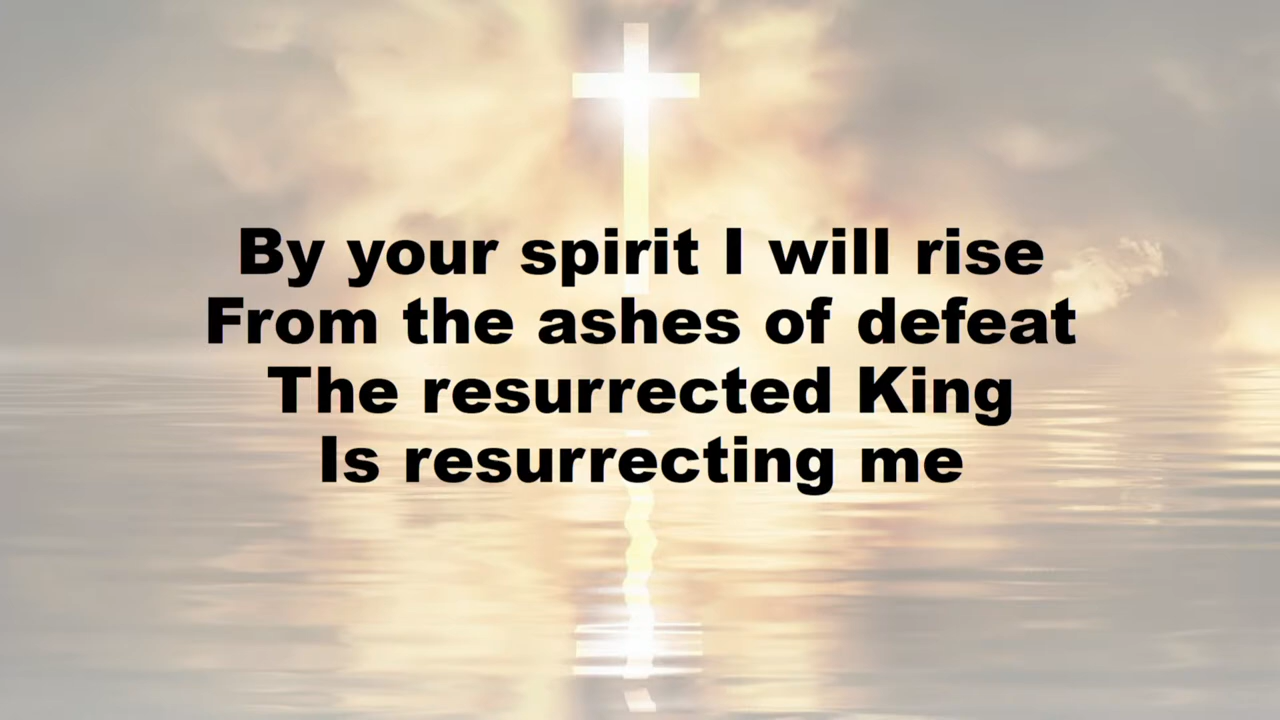 By your spirit I will rise
From the ashes of defeat
The resurrected King
Is resurrecting me